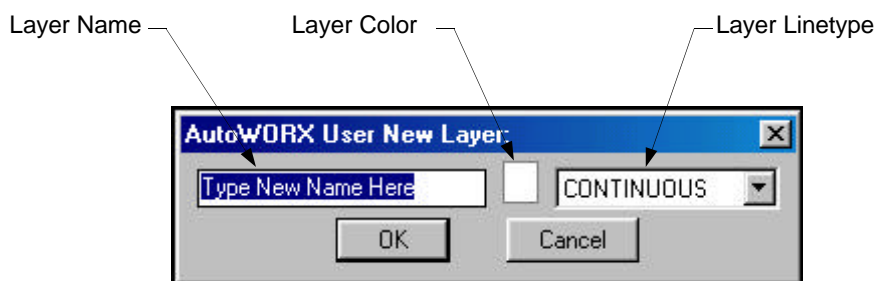 Layer Name Layer Color Layer Linetype
AutoWORX User New Layer:
Type New Name Here CONTINUOUS
OK Cancel